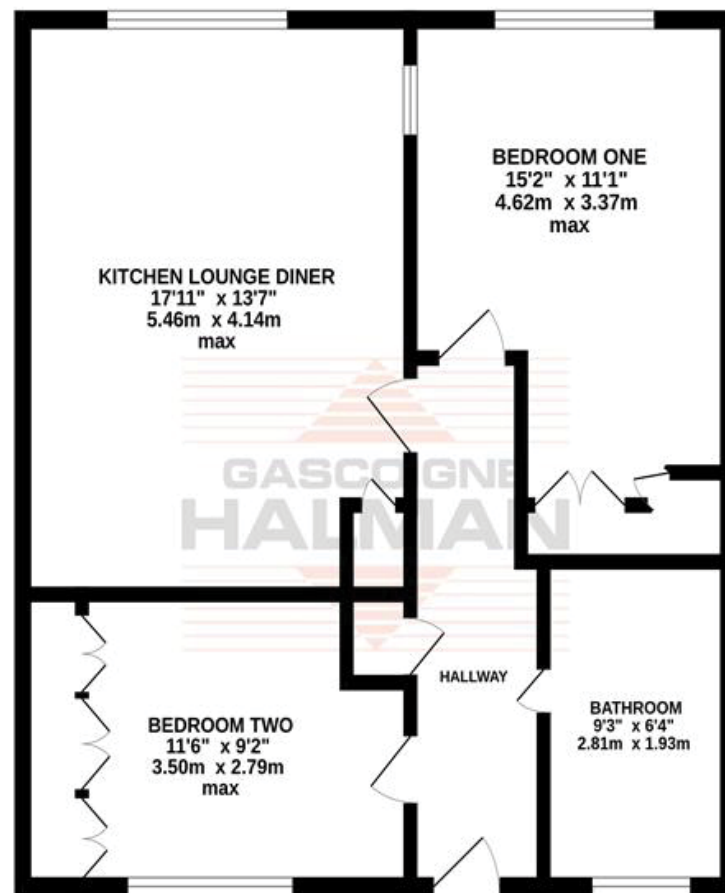 BEDROOM ONE
15'2" x 11'1"
4.62m x 3.37m
max
KITCHEN LOUNGE DINER
17'11" x 13'7"
5.46m x 4.14m
max
GASCOIGNE
HALMAN
HALLWAY
BATHROOM
9'3" x 6'4"
2.81m x 1.93m
BEDROOM TWO
11'6" x 9'2"
3.50m x 2.79m
max